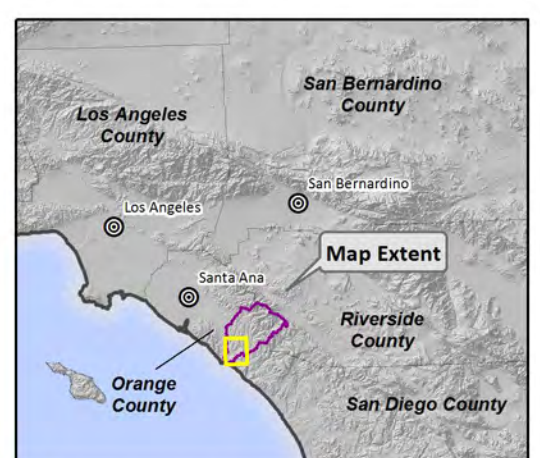 San Bernardino
County
Los Angeles
County
San Bernardino
Los Angeles
Map Extent
Santa Ana
Riverside
County
Orange
County
San Diego County